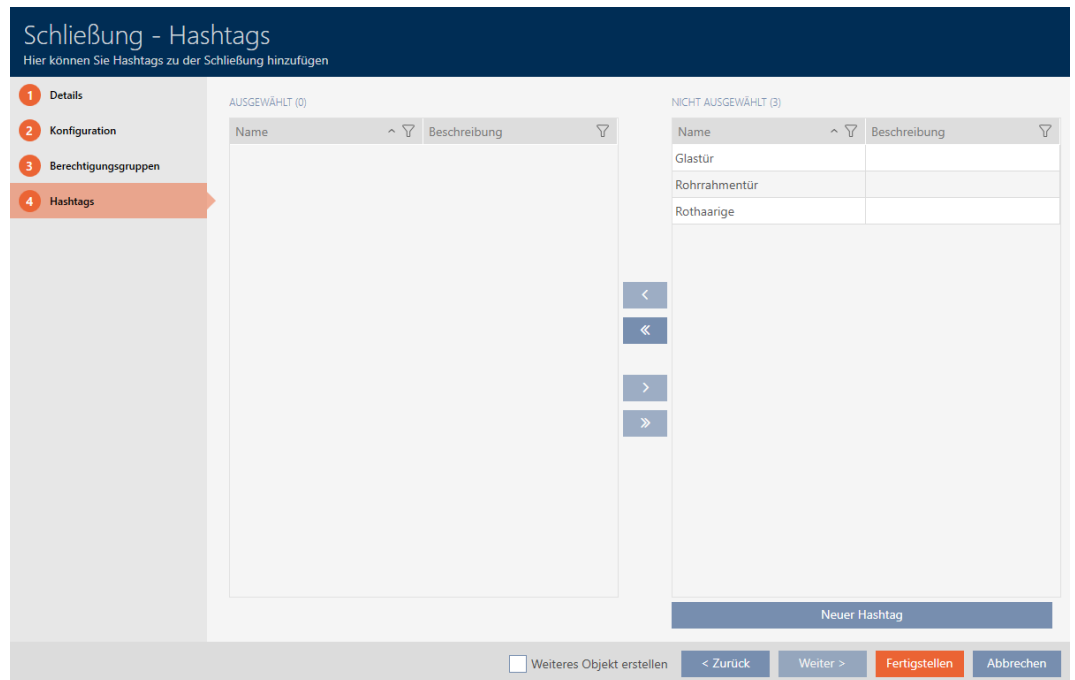 Schließung - Hashtags
Hier können Sie Hashtags zu der Schließung hinzufügen
1 Details
2 Konfiguration
3 Berechtigungsgruppen
4 Hashtags
AUSGEWÄHLT (0)
Name Beschreibung
NICHT AUSGEWÄHLT (3)
Name Beschreibung
Glastür
Rohrrahmentür
Rothaarige
Neuer Hashtag
Weiteres Objekt erstellen
< Zurück
Weiter >
Fertigstellen
Abbrechen